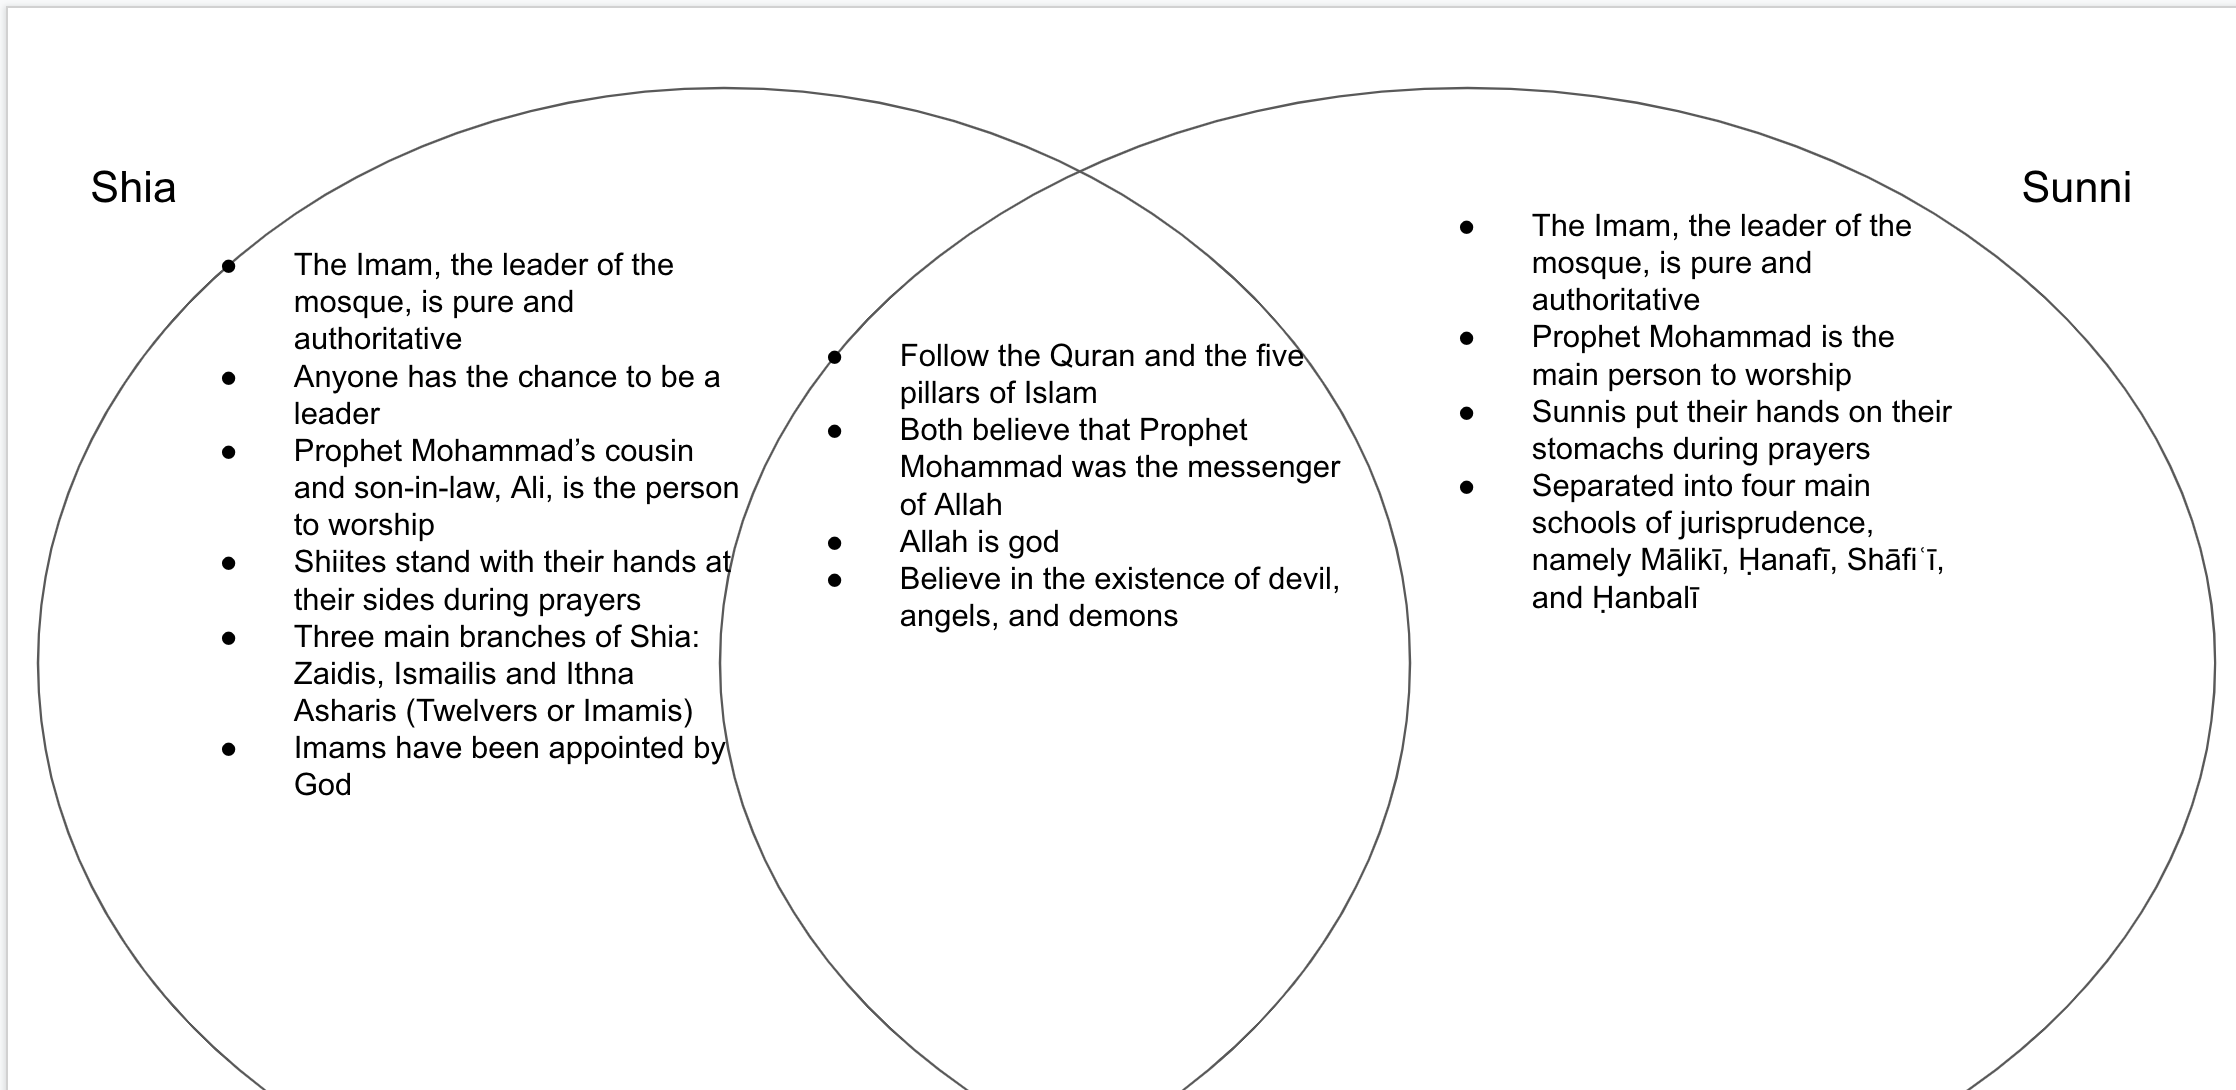 Shia
● The Imam, the leader of the
mosque, is pure and
authoritative
● Anyone has the chance to be a
leader
● Prophet Mohammad’s cousin
and son-in-law, Ali, is the person
to worship
● Shiites stand with their hands at
their sides during prayers
● Three main branches of Shia:
Zaidis, Ismailis and Ithna
Asharis (Twelvers or Imamis)
● Imams have been appointed by
God
● Follow the Quran and the five
pillars of Islam
● Both believe that Prophet
Mohammad was the messenger
of Allah
● Allah is god
● Believe in the existence of devil,
angels, and demons
Sunni
● The Imam, the leader of the
mosque, is pure and
authoritative
● Prophet Mohammad is the
main person to worship
● Sunnis put their hands on their
stomachs during prayers
● Separated into four main
schools of jurisprudence,
namely Mālikī, Ḥanafī, Shāfiʿī,
and Ḥanbalī